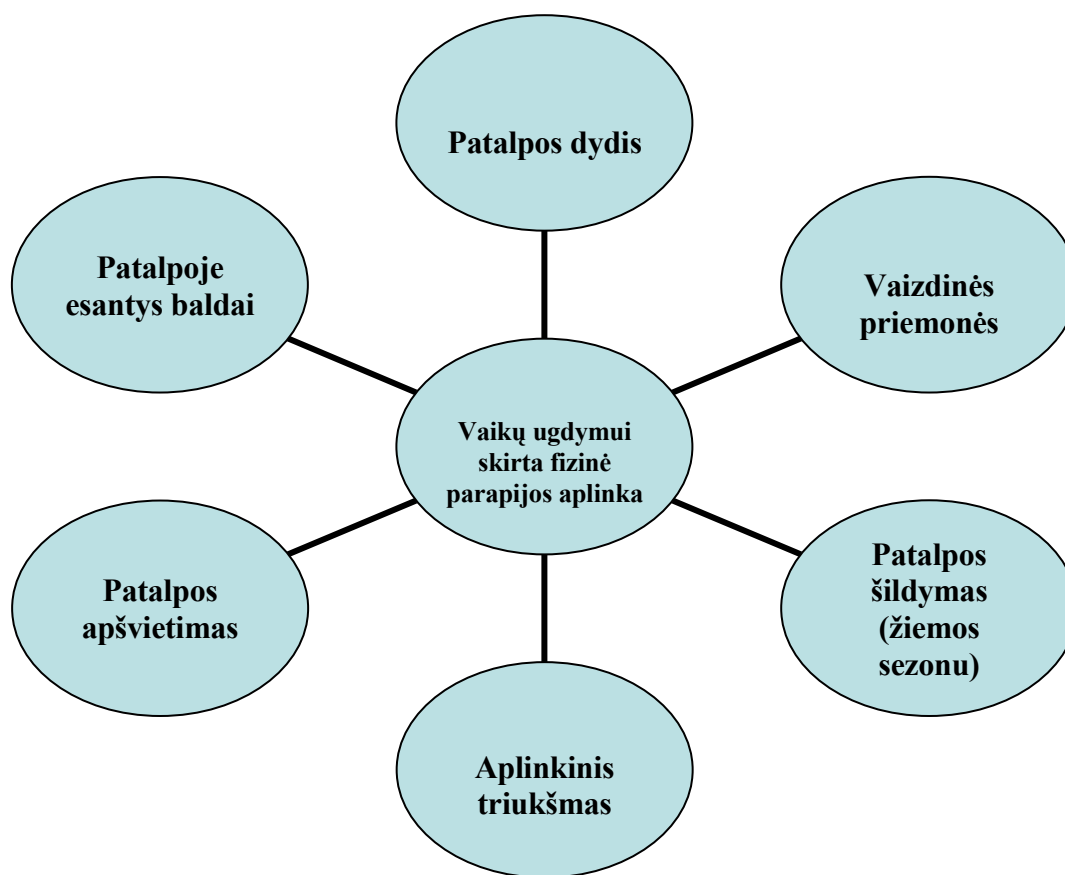 Patalpos dydis
Patalpoje
esantys baldai
Vaizdinės
priemonės
Vaikų ugdymui
skirta fizinė
parapijos aplinka
Patalpos
apšvietimas
Patalpos
šildymas
(žiemos
sezonu)
Aplinkinis
triukšmas